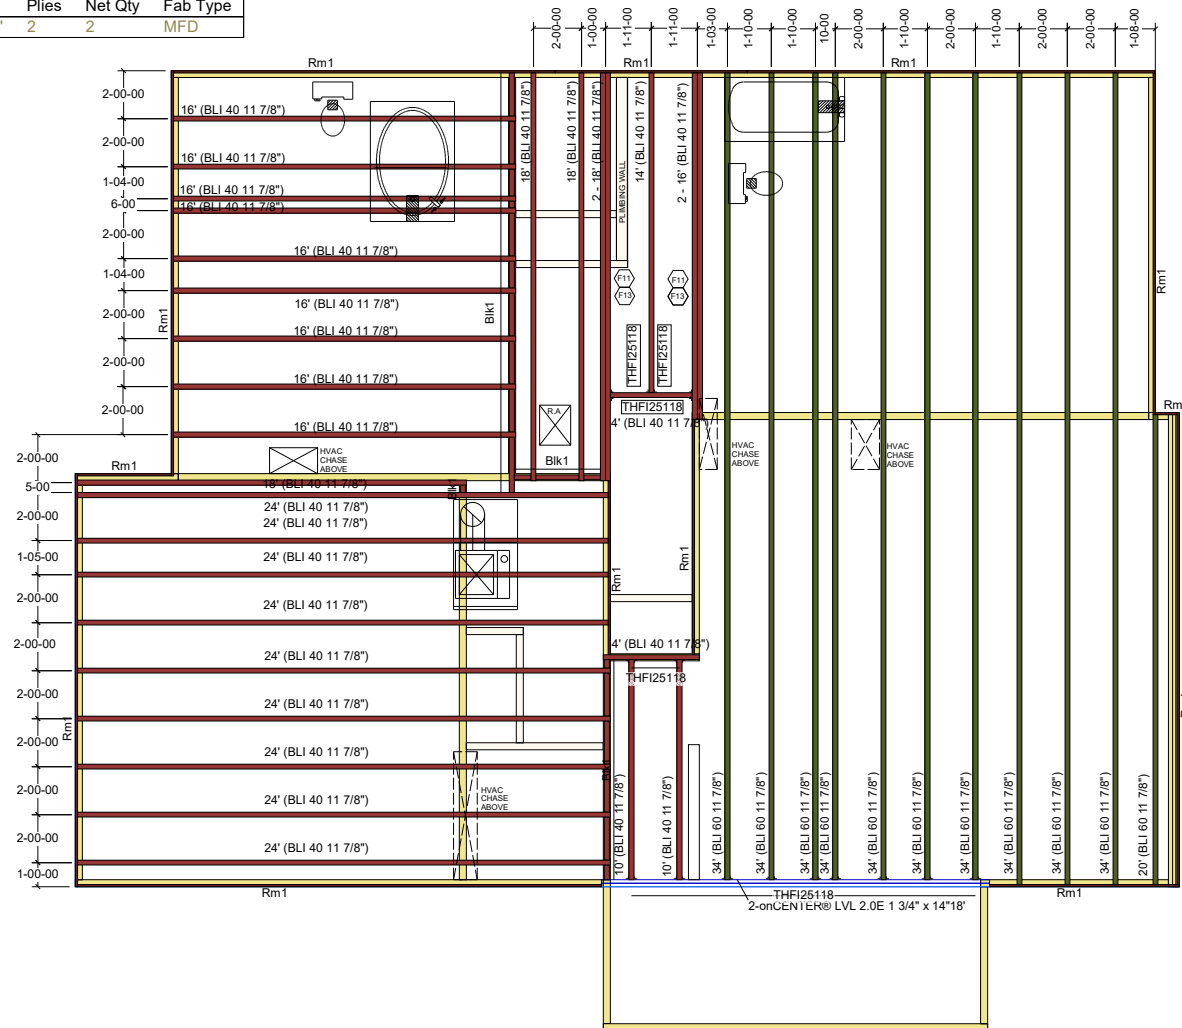 Plies Net Qty Fab Type
2 2 MFD
2-00-00
1-00-00
1-11-00
1-11-00
1-03-00
1-10-00
1-10-00
10-00
2-00-00
1-10-00
2-00-00
1-10-00
2-00-00
2-00-00
1-08-00
Rm1
Rm1
Rm1
2-00-00
2-00-00
1-04-00
6-00
2-00-00
1-04-00
2-00-00
2-00-00
2-00-00
16' (BLI 40 11 7/8")
16' (BLI 40 11 7/8")
16' (BLI 40 11 7/8")
16' (BLI 40 11 7/8")
16' (BLI 40 11 7/8")
16' (BLI 40 11 7/8")
16' (BLI 40 11 7/8")
16' (BLI 40 11 7/8")
16' (BLI 40 11 7/8")
Rm1
Blk1
18' (BLI 40 11 7/8")
18' (BLI 40 11 7/8")
2 - 18' (BLI 40 11 7/8")
PLIMBING WALL
14' (BLI 40 11 7/8")
2 - 16' (BLI 40 11 7/8")
F11
F13
F11
F13
THFI25118
THFI25118
THFI25118
4' (BLI 40 11 7/8")
R.A
Blk1
Rm1
HVAC
CHASE
ABOVE
HVAC
CHASE
ABOVE
HVAC
CHASE
ABOVE
Rm
Rm1
2-00-00
5-00
2-00-00
1-05-00
2-00-00
2-00-00
2-00-00
2-00-00
2-00-00
2-00-00
1-00-00
18' (BLI 40 11 7/8")
Blk1
24' (BLI 40 11 7/8")
24' (BLI 40 11 7/8")
24' (BLI 40 11 7/8")
24' (BLI 40 11 7/8")
24' (BLI 40 11 7/8")
24' (BLI 40 11 7/8")
24' (BLI 40 11 7/8")
24' (BLI 40 11 7/8")
24' (BLI 40 11 7/8")
Rm1
Rm1
Rm1
4' (BLI 40 11 7/8")
THFI25118
HVAC
CHASE
ABOVE
Blk1
10' (BLI 40 11 7/8")
10' (BLI 40 11 7/8")
34' (BLI 60 11 7/8")
34' (BLI 60 11 7/8")
34' (BLI 60 11 7/8")
34' (BLI 60 11 7/8")
34' (BLI 60 11 7/8")
34' (BLI 60 11 7/8")
34' (BLI 60 11 7/8")
34' (BLI 60 11 7/8")
34' (BLI 60 11 7/8")
34' (BLI 60 11 7/8")
20' (BLI 60 11 7/8")
Rm1
THFI25118
Rm1
2-onCENTER® LVL 2.0E 1 3/4" x 14"18'